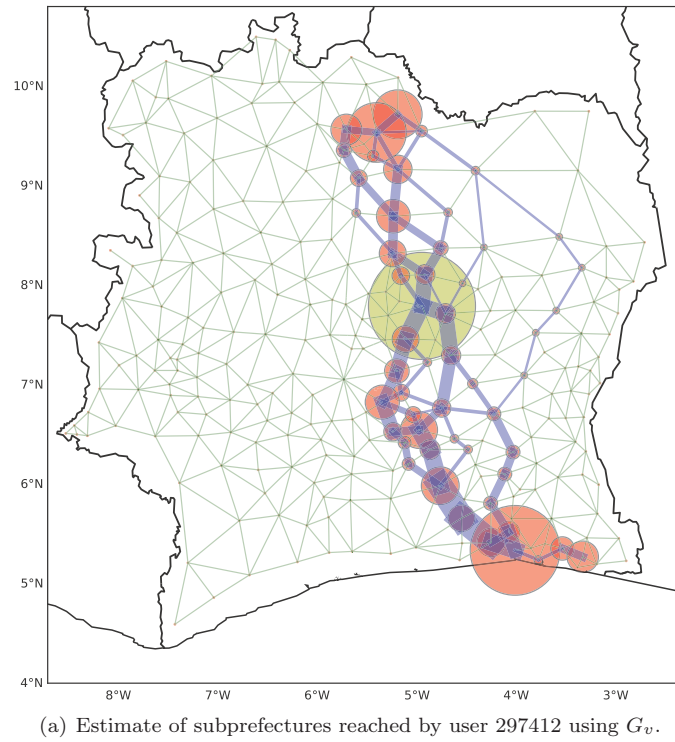 10°N
9°N
8°N
7°N
6°N
5°N
4°N
8°W 7°W 6°W 5°W 4°W 3°W
(a) Estimate of subprefectures reached by user 297412 using G_v.